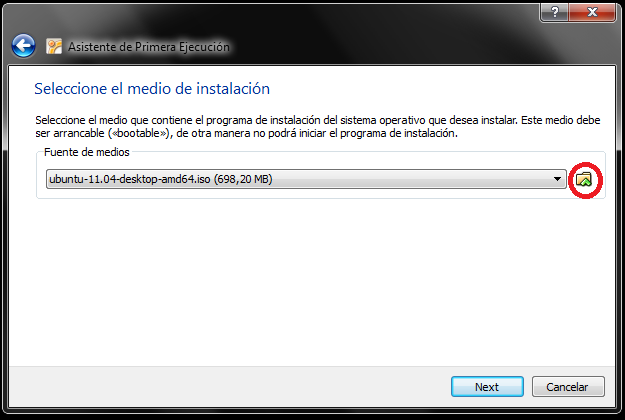 Asistente de Primera Ejecución
Seleccione el medio de instalación
Seleccione el medio que contiene el programa de instalación del sistema operativo que desea instalar. Este medio debe
ser arrancable («bootable»), de otra manera no podrá iniciar el programa de instalación.
Fuente de medios
ubuntu-11.04-desktop-amd64.iso (698,20 MB)
Next
Cancelar